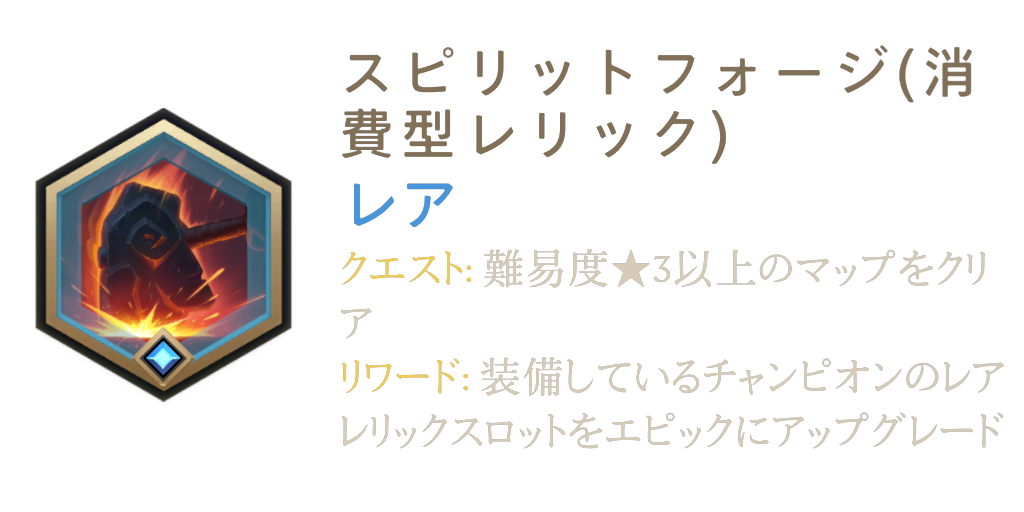 スピリットフォージ(消
費型レリック)
レア
クエスト: 難易度★3以上のマップをクリ
ア
リワード: 装備しているチャンピオンのレア
レリックスロットをエピックにアップグレード